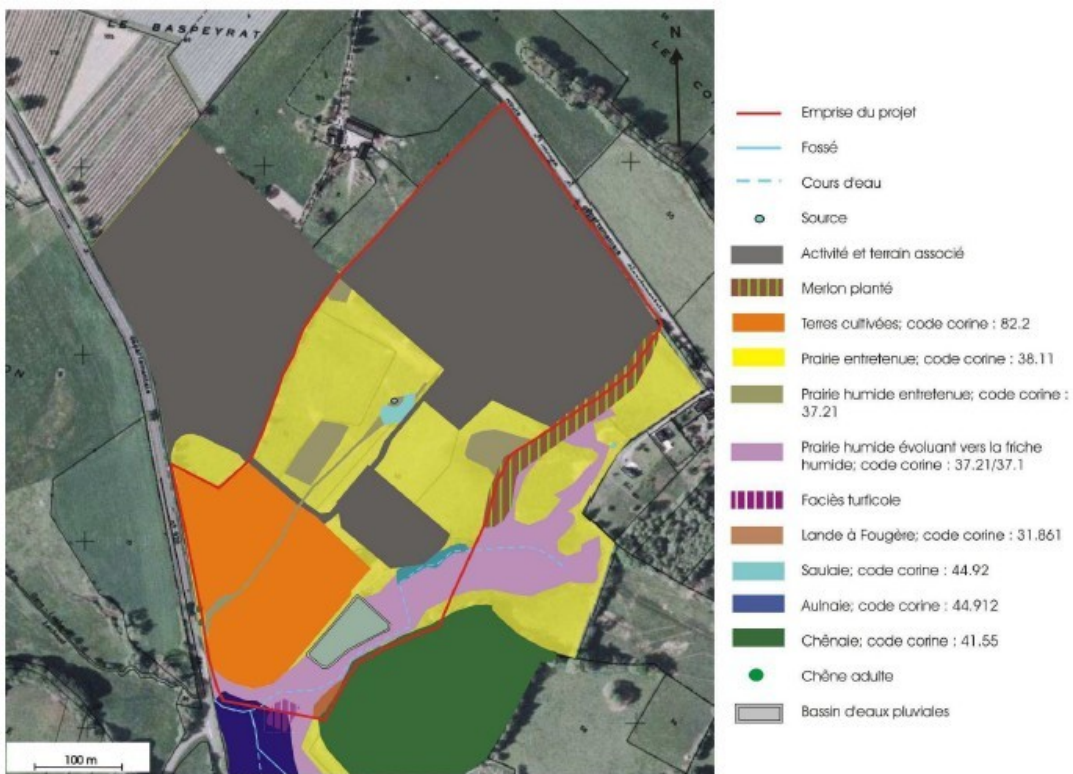 LE BASPEYRAT
N
Emprise du projet
Fossé
Cours d'eau
Source
Activité et terrain associé
Merlon planté
Terres cultivées; code corine : 82.2
Prairie entretenue; code corine : 38.11
Prairie humide entretenue; code corine :
37.21
Prairie humide évoluant vers la friche
humide; code corine : 37.21/37.1
Faciès turficole
Lande à Fougère; code corine : 31.861
Saulaie; code corine : 44.92
Aulnaie; code corine : 44.912
Chênaie; code corine : 41.55
Chêne adulte
Bassin d'eaux pluviales
100 m